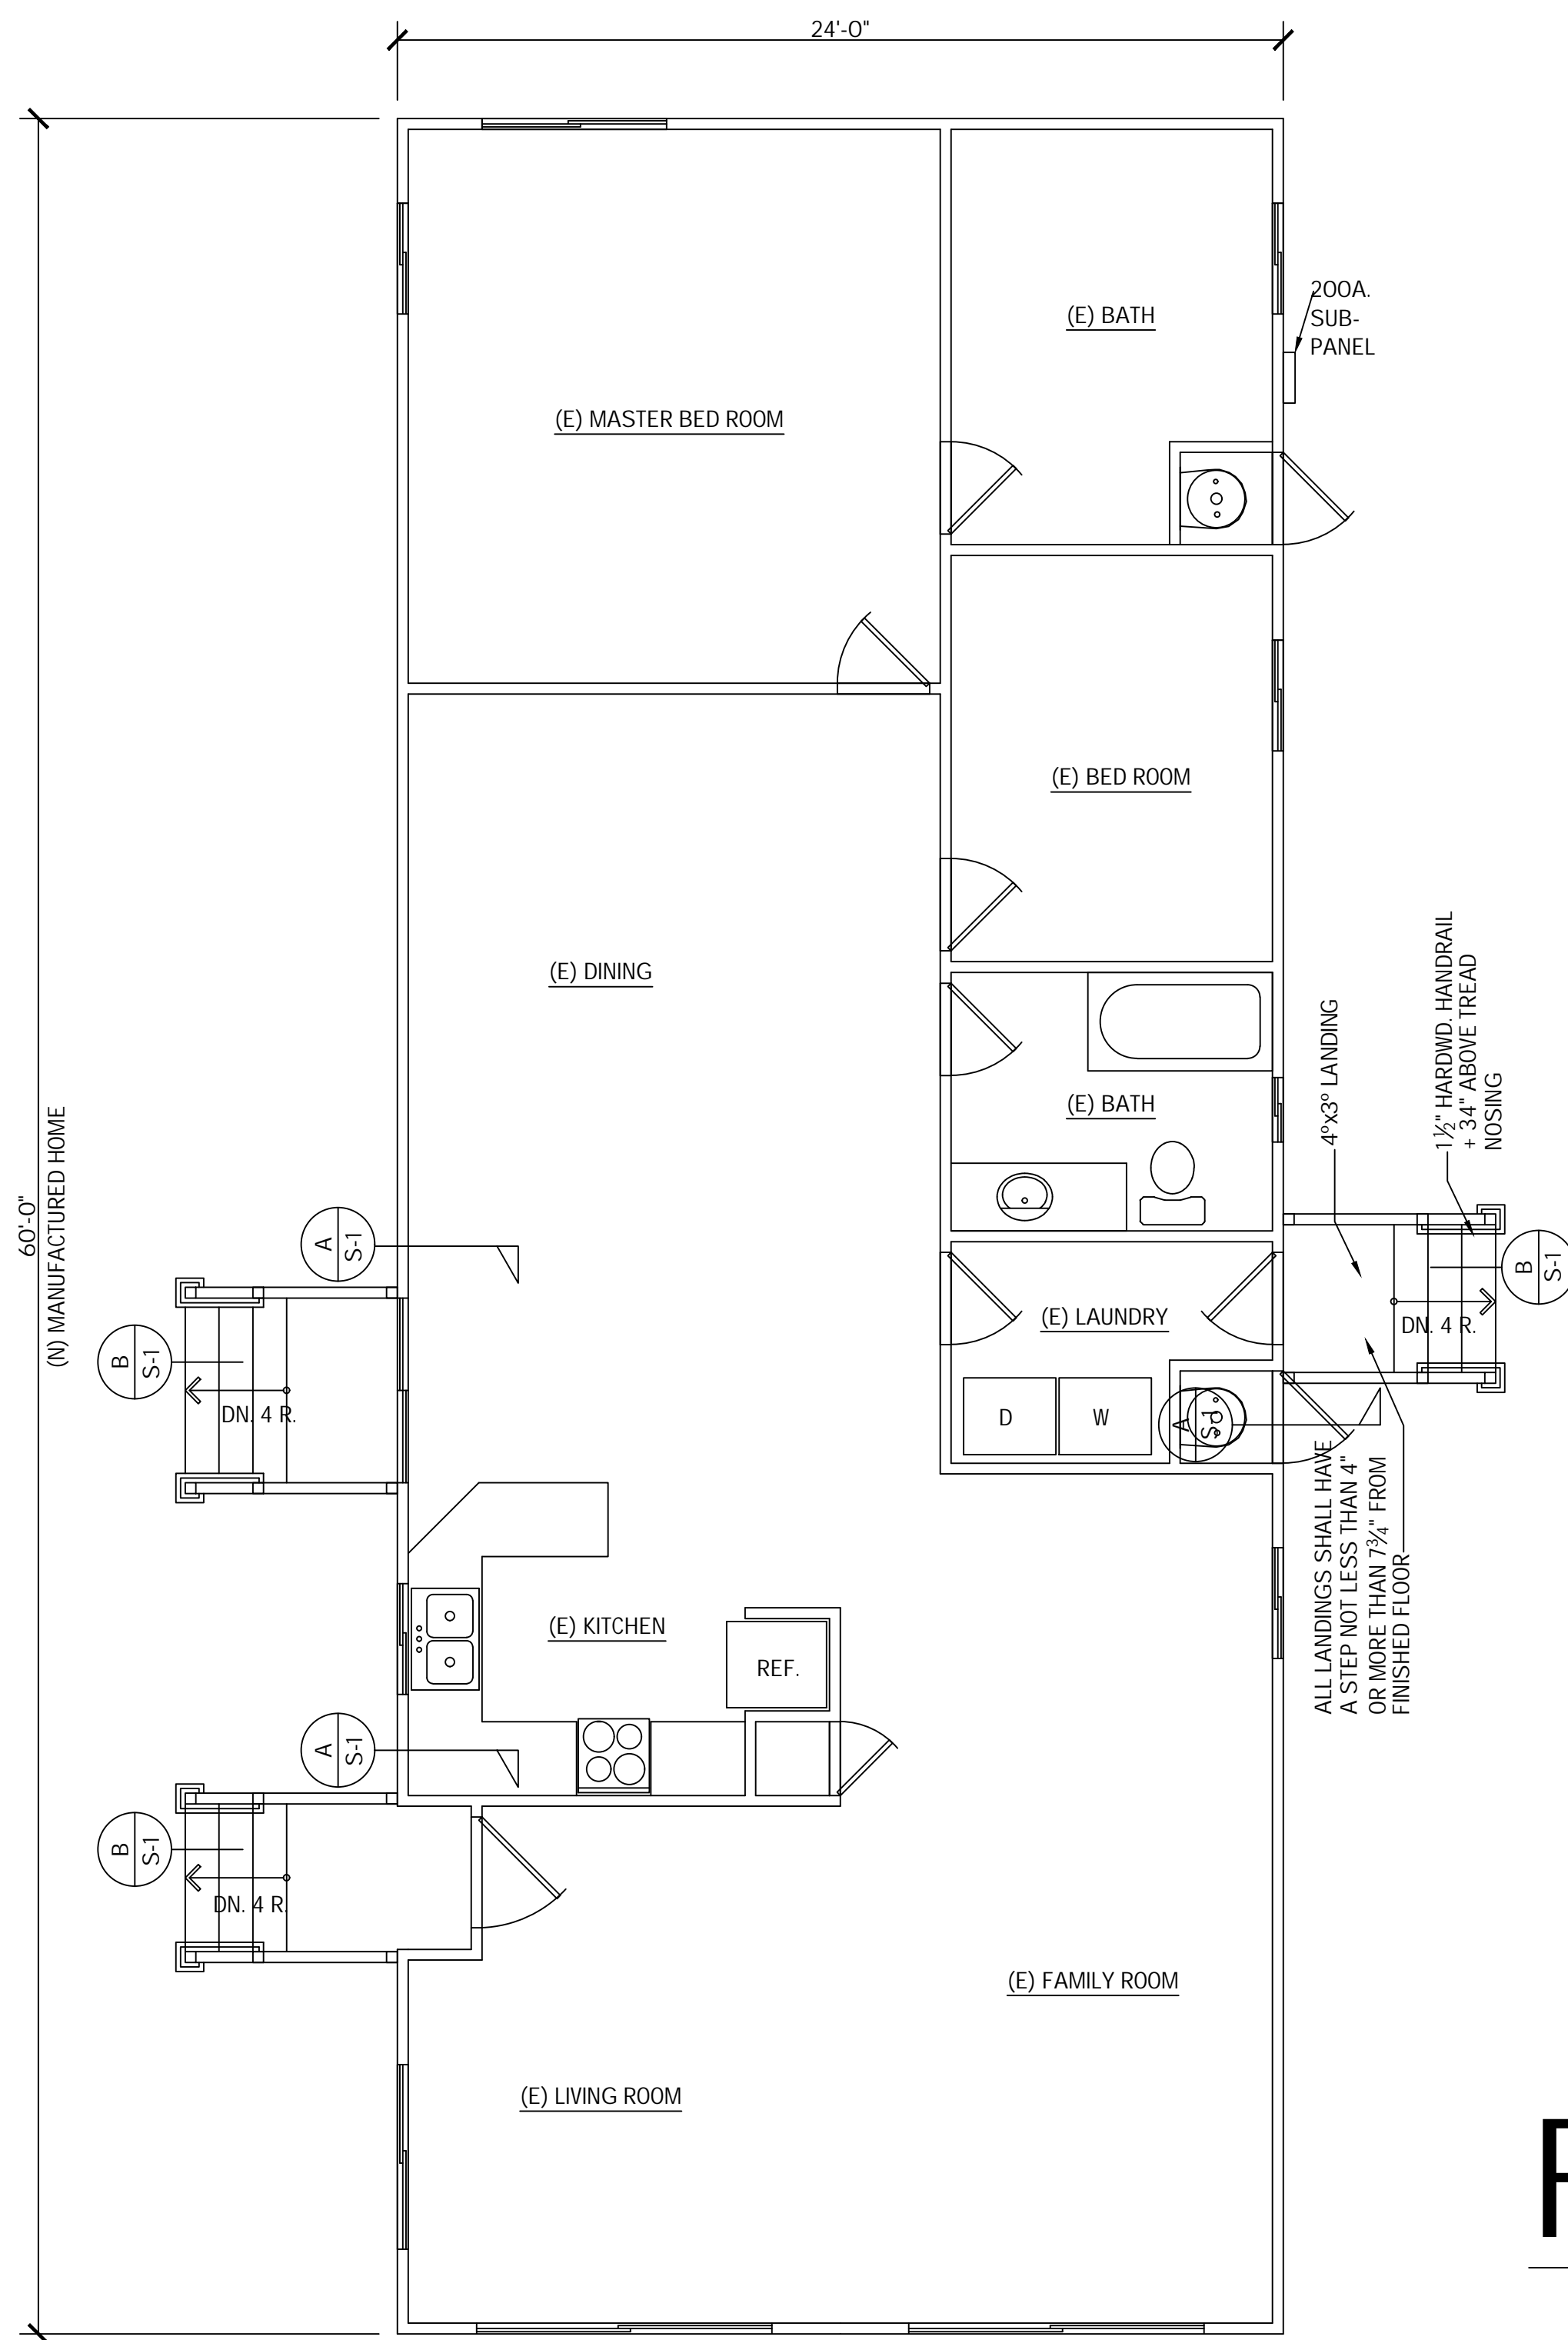 24'-0"
200A.
SUB-
PANEL
(E) BATH
(E) MASTER BED ROOM
(E) BED ROOM
(E) DINING
4⁰x3⁰ LANDING
1½" HARDWD. HANDRAIL
+ 34" ABOVE TREAD
NOSING
(E) BATH
60'-0"
(N) MANUFACTURED HOME
A
S-1
B
S-1
DN. 4 R.
B
S-1
DN. 4 R.
(E) LAUNDRY
D
W
A
S-1
ALL LANDINGS SHALL HAVE
A STEP NOT LESS THAN 4"
OR MORE THAN 7¾" FROM
FINISHED FLOOR
(E) KITCHEN
REF.
A
S-1
B
S-1
DN. 4 R.
(E) FAMILY ROOM
(E) LIVING ROOM